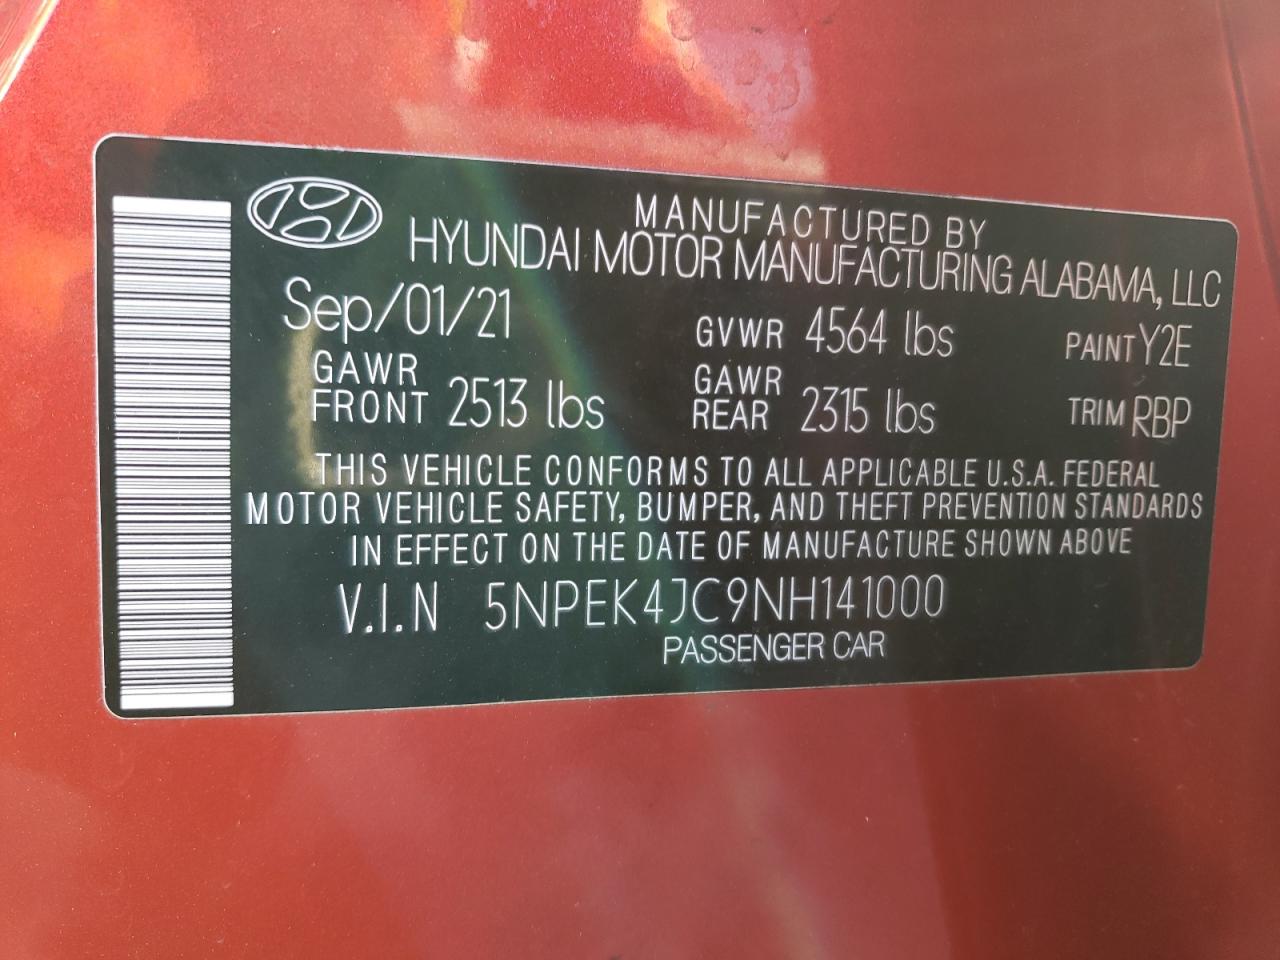 MANUFACTURED BY
HYUNDAI MOTOR MANUFACTURING ALABAMA, LLC
Sep/01/21 GVWR 4564 lbs PAINT Y2E
GAWR FRONT 2513 lbs GAWR REAR 2315 lbs TRIM RBP
THIS VEHICLE CONFORMS TO ALL APPLICABLE U.S.A. FEDERAL
MOTOR VEHICLE SAFETY, BUMPER, AND THEFT PREVENTION STANDARDS
IN EFFECT ON THE DATE OF MANUFACTURE SHOWN ABOVE
V.I.N 5NPEK4JC9NH141000
PASSENGER CAR